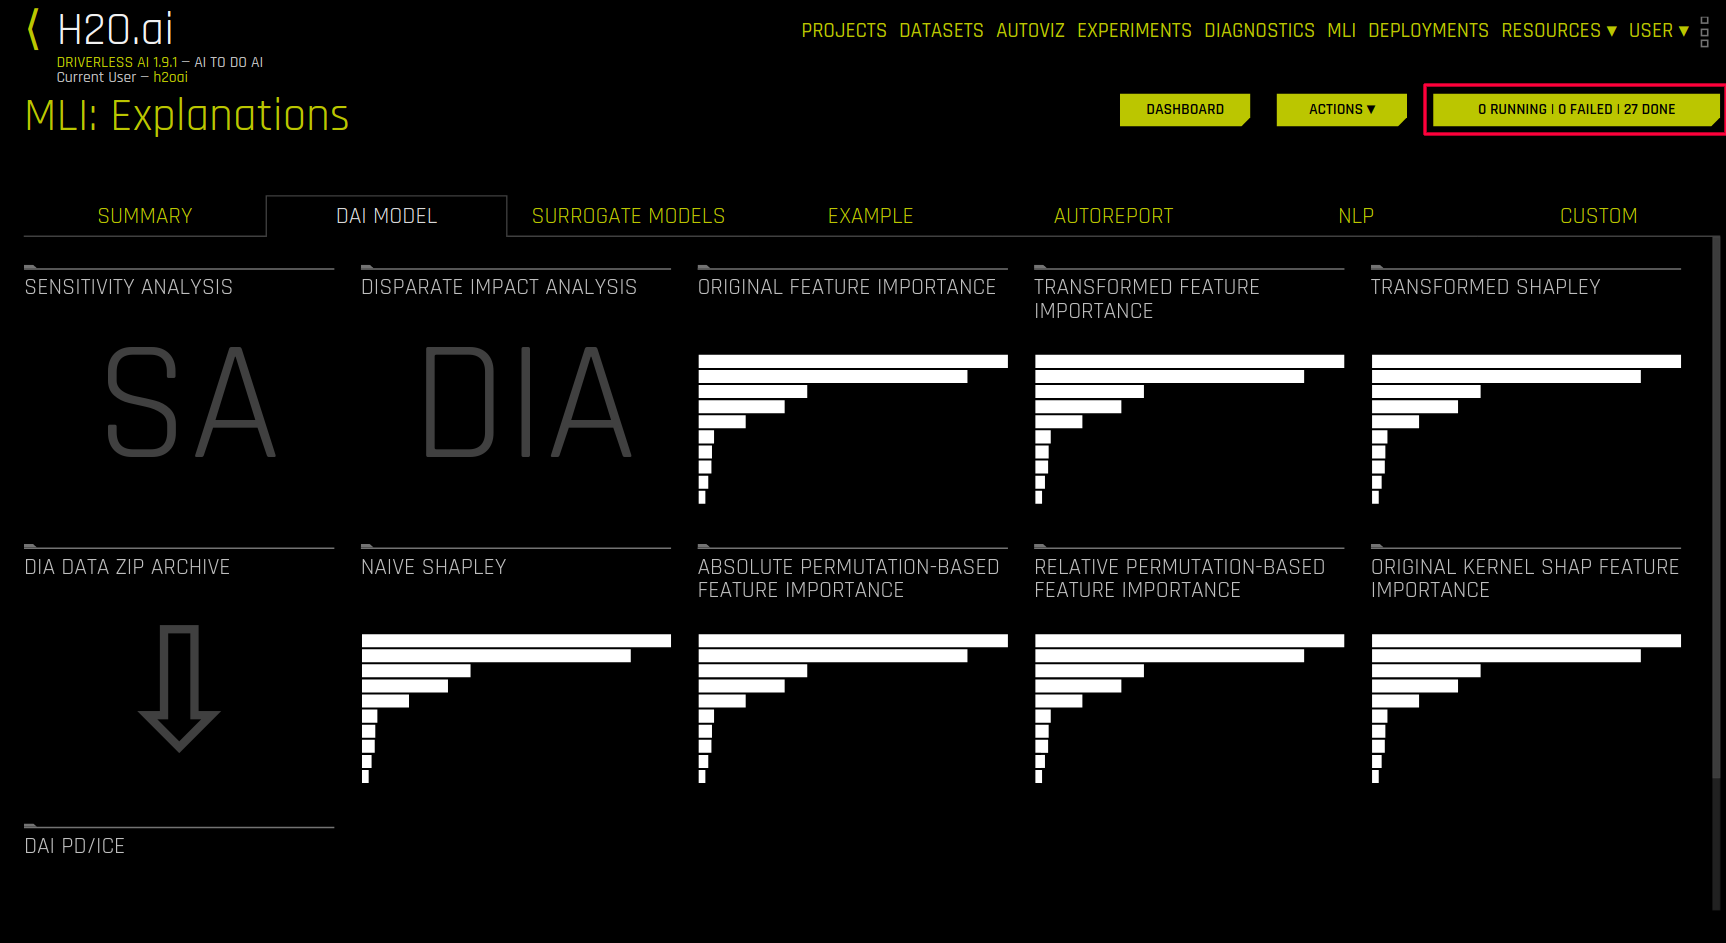 H2O.ai
DRIVERLESS AI 1.9.1 – AI TO DO AI
Current User – h2oai
PROJECTS DATASETS AUTOVIZ EXPERIMENTS DIAGNOSTICS MLI DEPLOYMENTS RESOURCES ▾ USER ▾
MLI: Explanations
DASHBOARD ACTIONS ▾ 0 RUNNING | 0 FAILED | 27 DONE
SUMMARY DAI MODEL SURROGATE MODELS EXAMPLE AUTOREPORT NLP CUSTOM
SENSITIVITY ANALYSIS
SA
DISPARATE IMPACT ANALYSIS
DIA
ORIGINAL FEATURE IMPORTANCE
TRANSFORMED FEATURE
IMPORTANCE
TRANSFORMED SHAPLEY
DIA DATA ZIP ARCHIVE
NAIVE SHAPLEY
ABSOLUTE PERMUTATION-BASED
FEATURE IMPORTANCE
RELATIVE PERMUTATION-BASED
FEATURE IMPORTANCE
ORIGINAL KERNEL SHAP FEATURE
IMPORTANCE
DAI PD/ICE